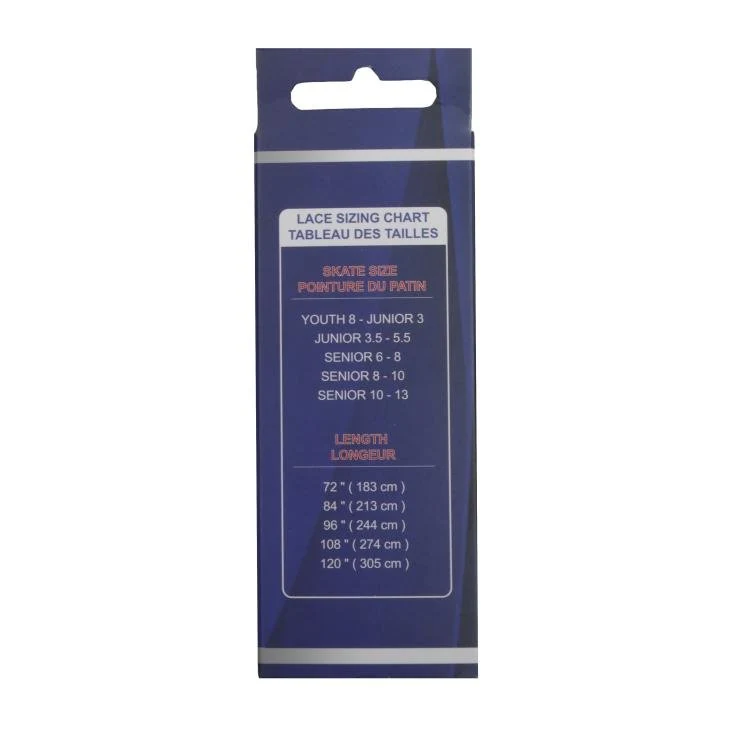 LACE SIZING CHART
TABLEAU DES TAILLES
SKATE SIZE
POINTURE DU PATIN
YOUTH 8 - JUNIOR 3
JUNIOR 3.5 - 5.5
SENIOR 6 - 8
SENIOR 8 - 10
SENIOR 10 - 13
LENGTH
LONGEUR
72 " ( 183 cm )
84 " ( 213 cm )
96 " ( 244 cm )
108 " ( 274 cm )
120 " ( 305 cm )